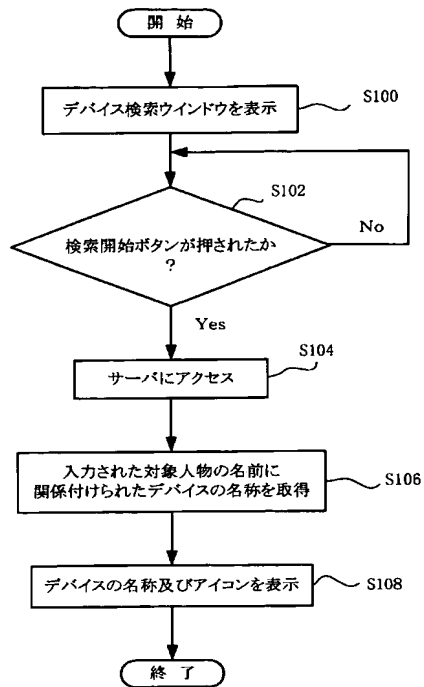 開 始
デバイス検索ウインドウを表示
S100
S102
検索開始ボタンが押されたか
?
No
Yes
サーバにアクセス
S104
入力された対象人物の名前に
関係付けられたデバイスの名称を取得
S106
デバイスの名称及びアイコンを表示
S108
終 了